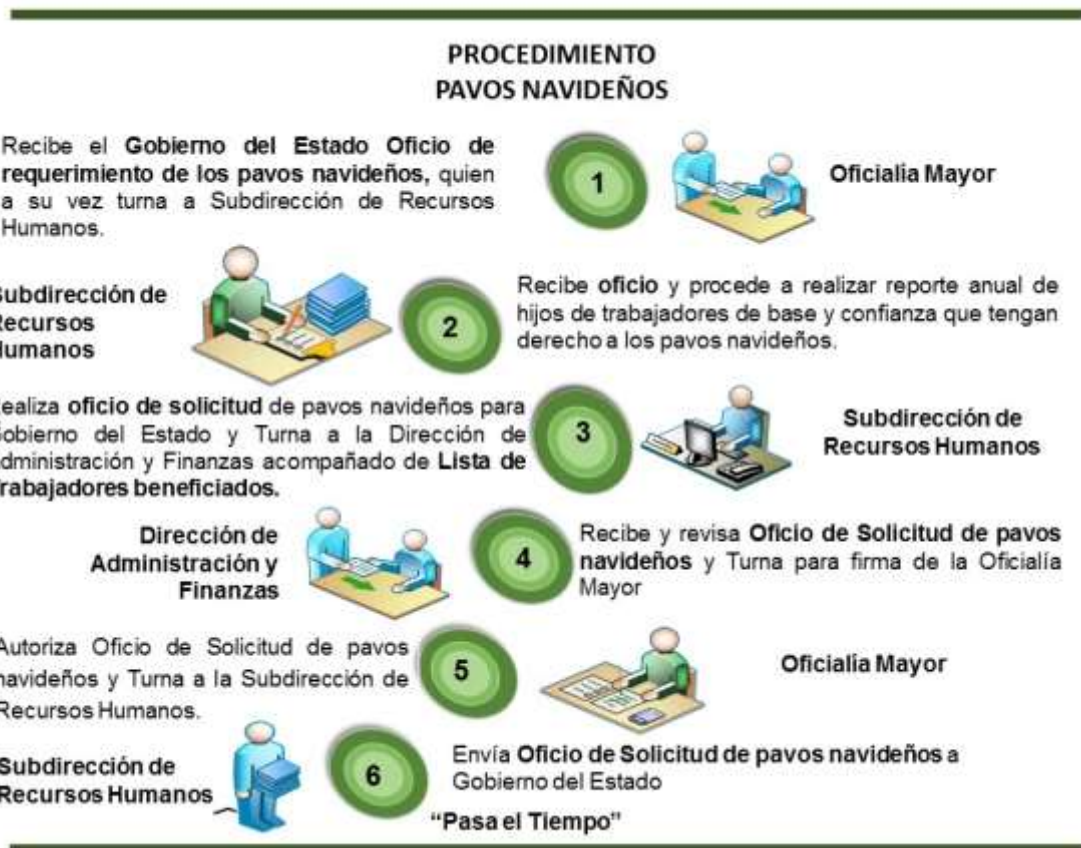 PROCEDIMIENTO
PAVOS NAVIDEÑOS
Recibe el Gobierno del Estado Oficio de
requerimiento de los pavos navideños, quien
a su vez turna a Subdirección de Recursos
Humanos.
1
Oficialía Mayor
Subdirección de
Recursos
Humanos
2
Recibe oficio y procede a realizar reporte anual de
hijos de trabajadores de base y confianza que tengan
derecho a los pavos navideños.
ealiza oficio de solicitud de pavos navideños para
obierno del Estado y Turna a la Dirección de
dministración y Finanzas acompañado de Lista de
trabajadores beneficiados.
3
Subdirección de
Recursos Humanos
Dirección de
Administración y
Finanzas
4
Recibe y revisa Oficio de Solicitud de pavos
navideños y Turna para firma de la Oficialía
Mayor
Autoriza Oficio de Solicitud de pavos
navideños y Turna a la Subdirección de
Recursos Humanos.
5
Oficialía Mayor
Subdirección de
Recursos Humanos
6
Envía Oficio de Solicitud de pavos navideños a
Gobierno del Estado
“Pasa el Tiempo”